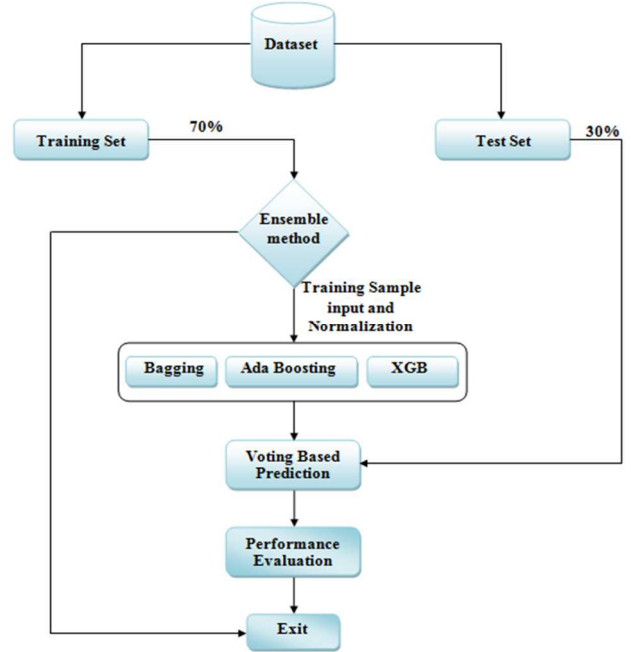 Dataset
Training Set
70%
Test Set
30%
Ensemble
method
Training Sample
input and
Normalization
Bagging
Ada Boosting
XGB
Voting Based
Prediction
Performance
Evaluation
Exit